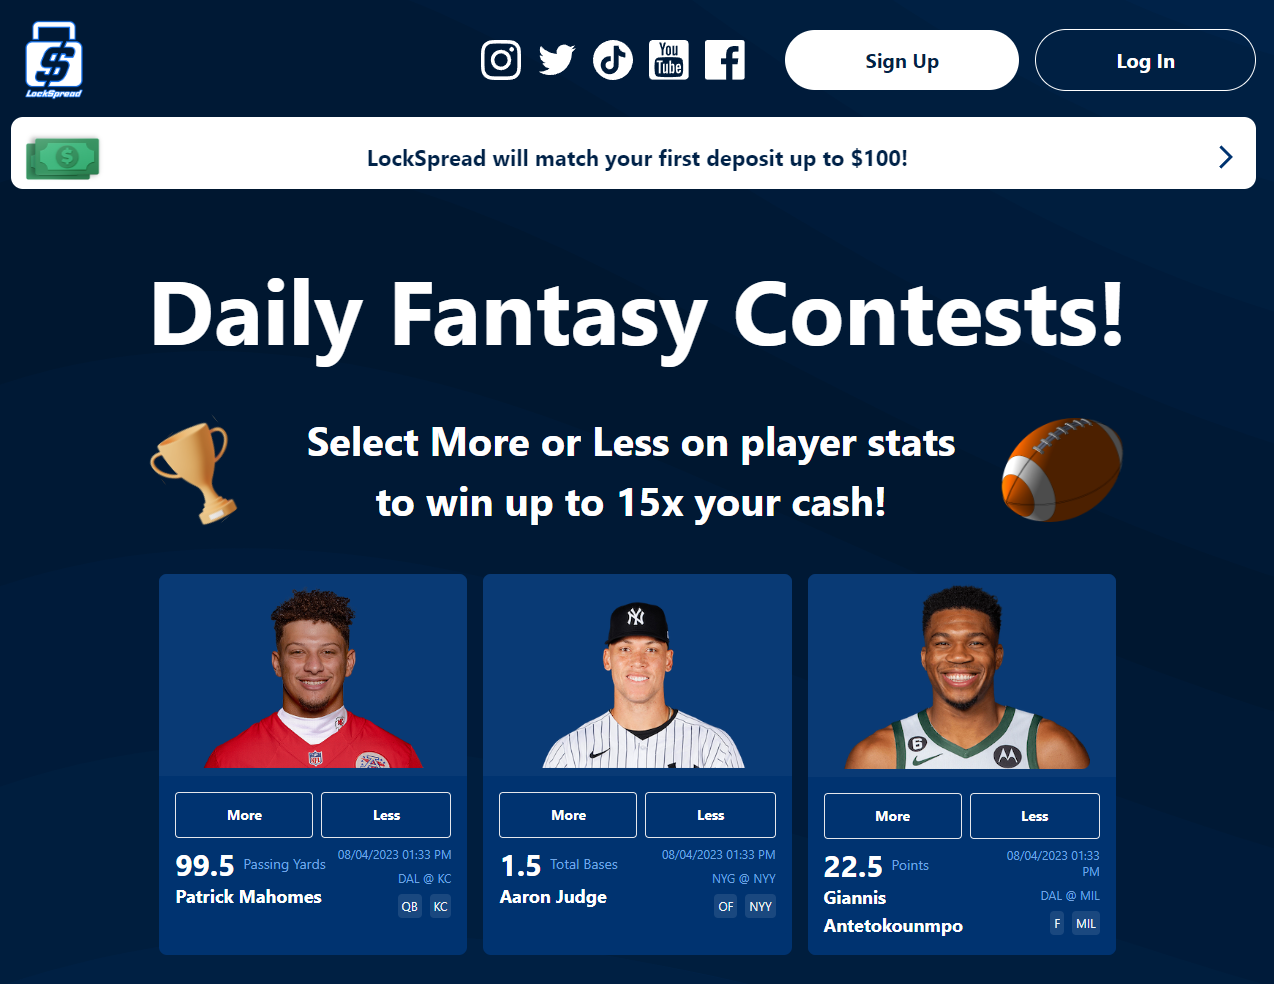 $
LockSpread
You
Tube
Sign Up
Log In
$
LockSpread will match your first deposit up to $100!
Daily Fantasy Contests!
Select More or Less on player stats
to win up to 15x your cash!
NY
NFL
6
More
Less
99.5 Passing Yards
08/04/2023 01:33 PM
DAL @ KC
Patrick Mahomes
QB KC
More
Less
1.5 Total Bases
08/04/2023 01:33 PM
NYG @ NYY
Aaron Judge
OF NYY
More
Less
22.5 Points
08/04/2023 01:33
PM
Giannis
Antetokounmpo
DAL @ MIL
F MIL